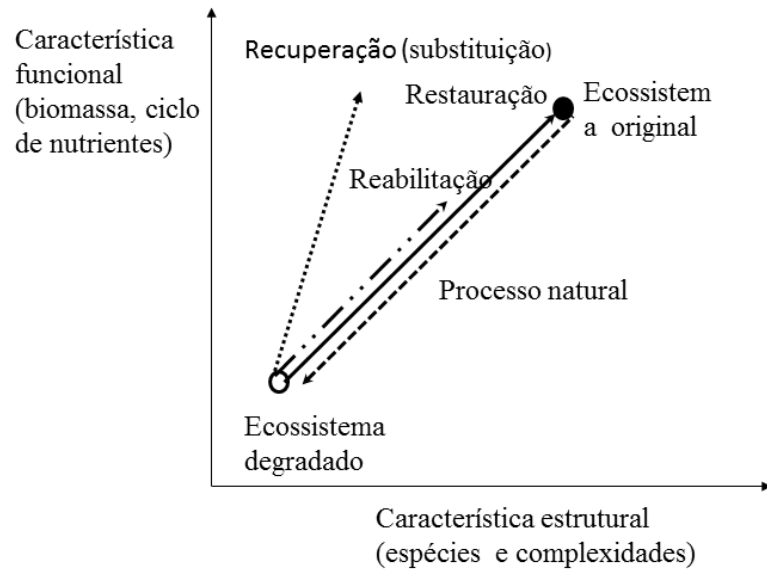 Característica
funcional
(biomassa, ciclo
de nutrientes)
Recuperação (substituição)
Restauração
Ecossistem
a original
Reabilitação
Processo natural
Ecossistema
degradado
Característica estrutural
(espécies e complexidades)